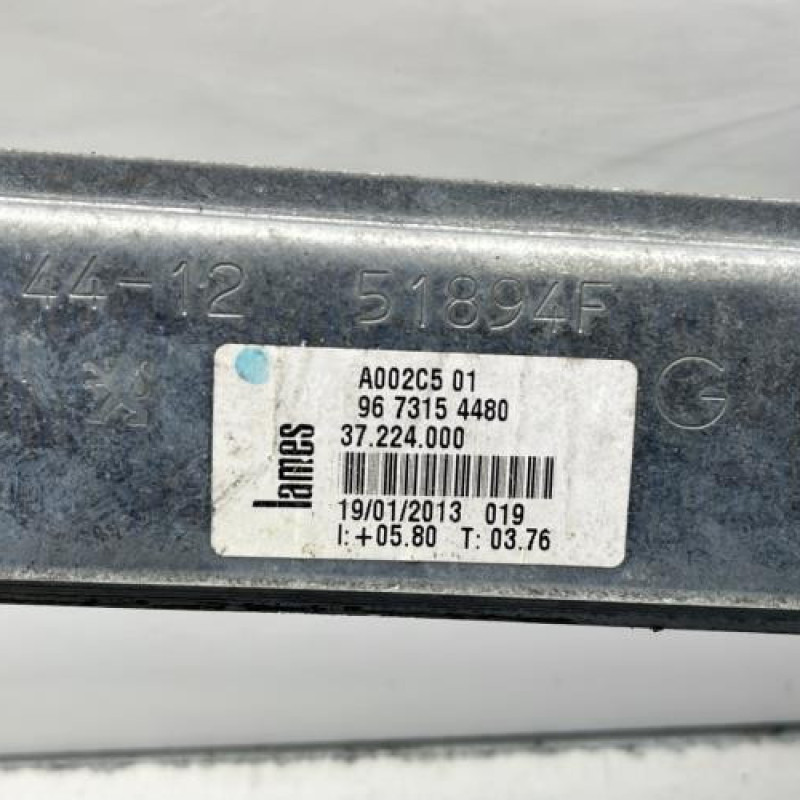 44-12 51894F
G
A002C5 01
96 7315 4480
37.224.000
lames
19/01/2013 019
I: +05.80 T: 03.76